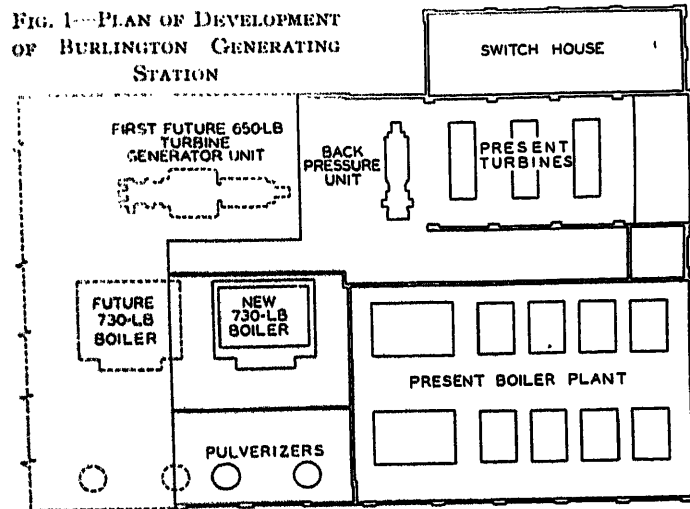 FIG. 1—PLAN OF DEVELOPMENT
OF BURLINGTON GENERATING
STATION
SWITCH HOUSE
FIRST FUTURE 650-LB
TURBINE
GENERATOR UNIT
BACK
PRESSURE
UNIT
PRESENT
TURBINES
FUTURE
730-LB
BOILER
NEW
730-LB
BOILER
PRESENT BOILER PLANT
PULVERIZERS